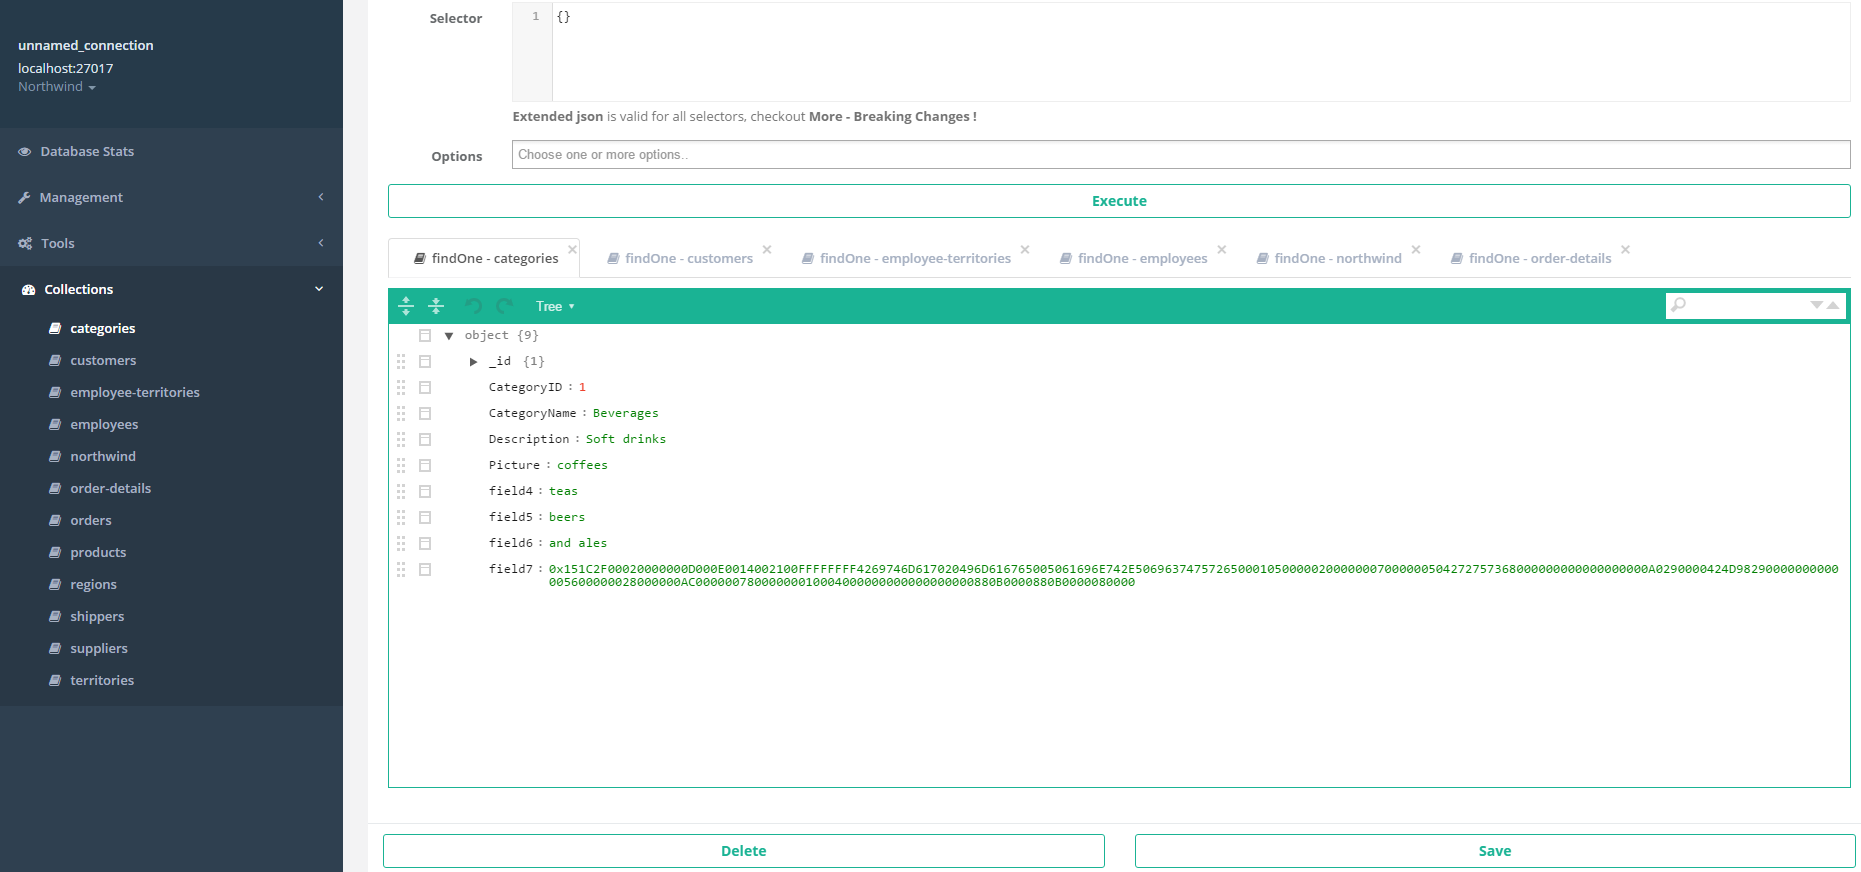 unnamed_connection
localhost:27017
Northwind
Database Stats
Management
Tools
Collections
categories
customers
employee-territories
employees
northwind
order-details
orders
products
regions
shippers
suppliers
territories
Selector
1 {}
Extended json is valid for all selectors, checkout More - Breaking Changes !
Options
Choose one or more options..
Execute
findOne - categories
findOne - customers
findOne - employee-territories
findOne - employees
findOne - northwind
findOne - order-details
Tree
object {9}
_id {1}
CategoryID : 1
CategoryName : Beverages
Description : Soft drinks
Picture : coffees
field4 : teas
field5 : beers
field6 : and ales
field7 :
Delete
Save